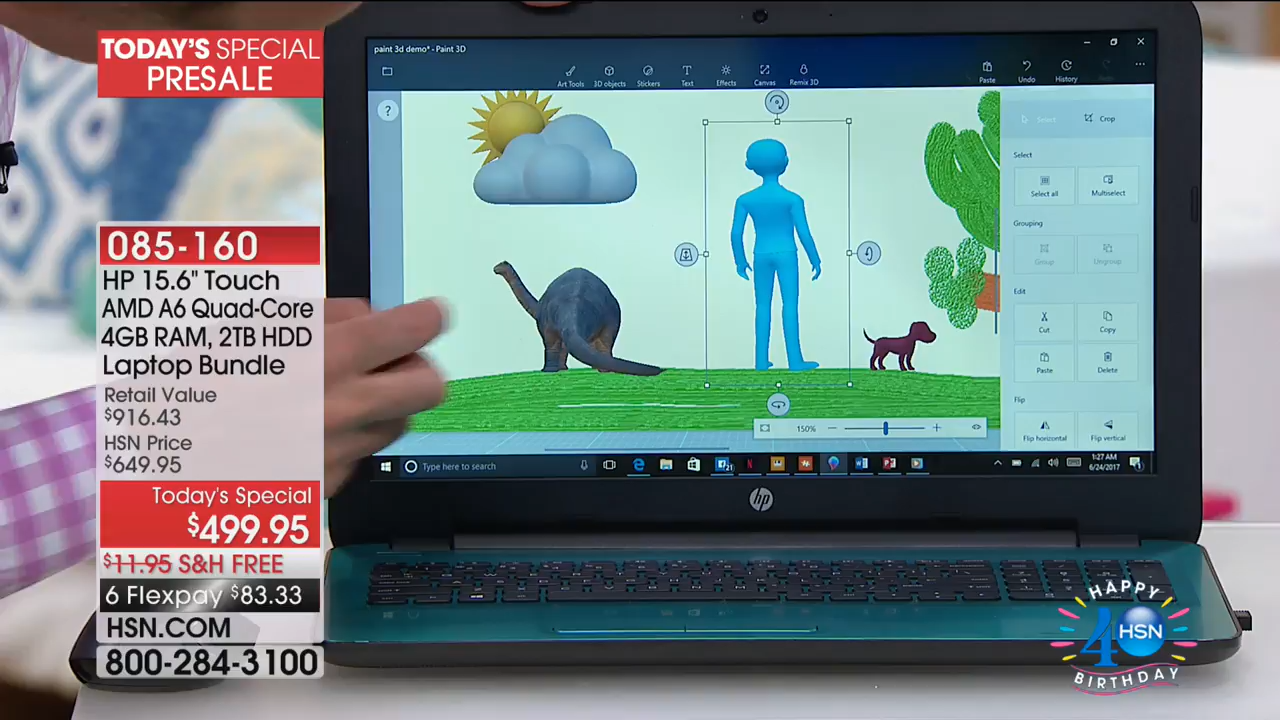 TODAY'S SPECIAL
PRESALE
085-160
HP 15.6" Touch
AMD A6 Quad-Core
4GB RAM, 2TB HDD
Laptop Bundle
Retail Value
$916.43
HSN Price
$649.95
Today's Special
$499.95
$11.95 S&H FREE
6 Flexpay $83.33
HSN.COM
800-284-3100
paint 3d demo* - Paint 3D
Art Tools
3D objects
Stickers
Text
Effects
Canvas
Remix 3D
Paste
Undo
History
?
Select
Crop
Select
Select all
Multiselect
Grouping
Group
Ungroup
Edit
Cut
Copy
Paste
Delete
Flip
Flip horizontal
Flip vertical
150%
Type here to search
1:27 AM
6/24/2017
hp
HAPPY
40 HSN
BIRTHDAY